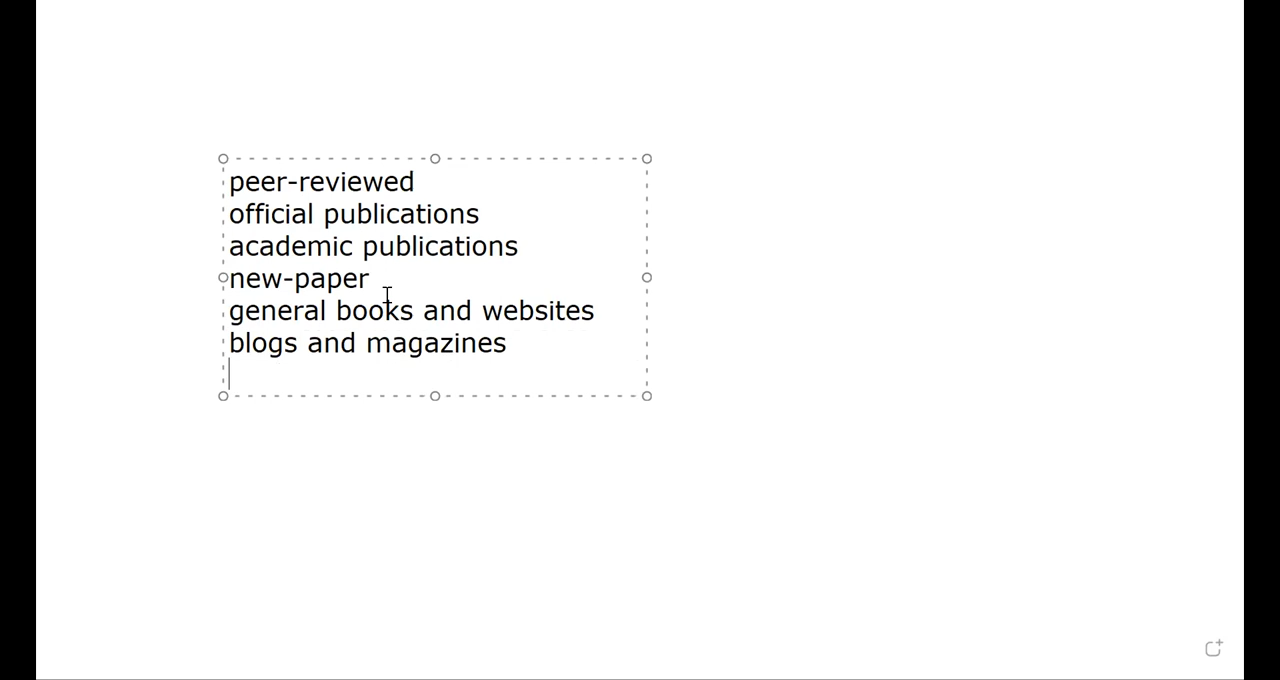 peer-reviewed
official publications
academic publications
new-paper
general books and websites
blogs and magazines